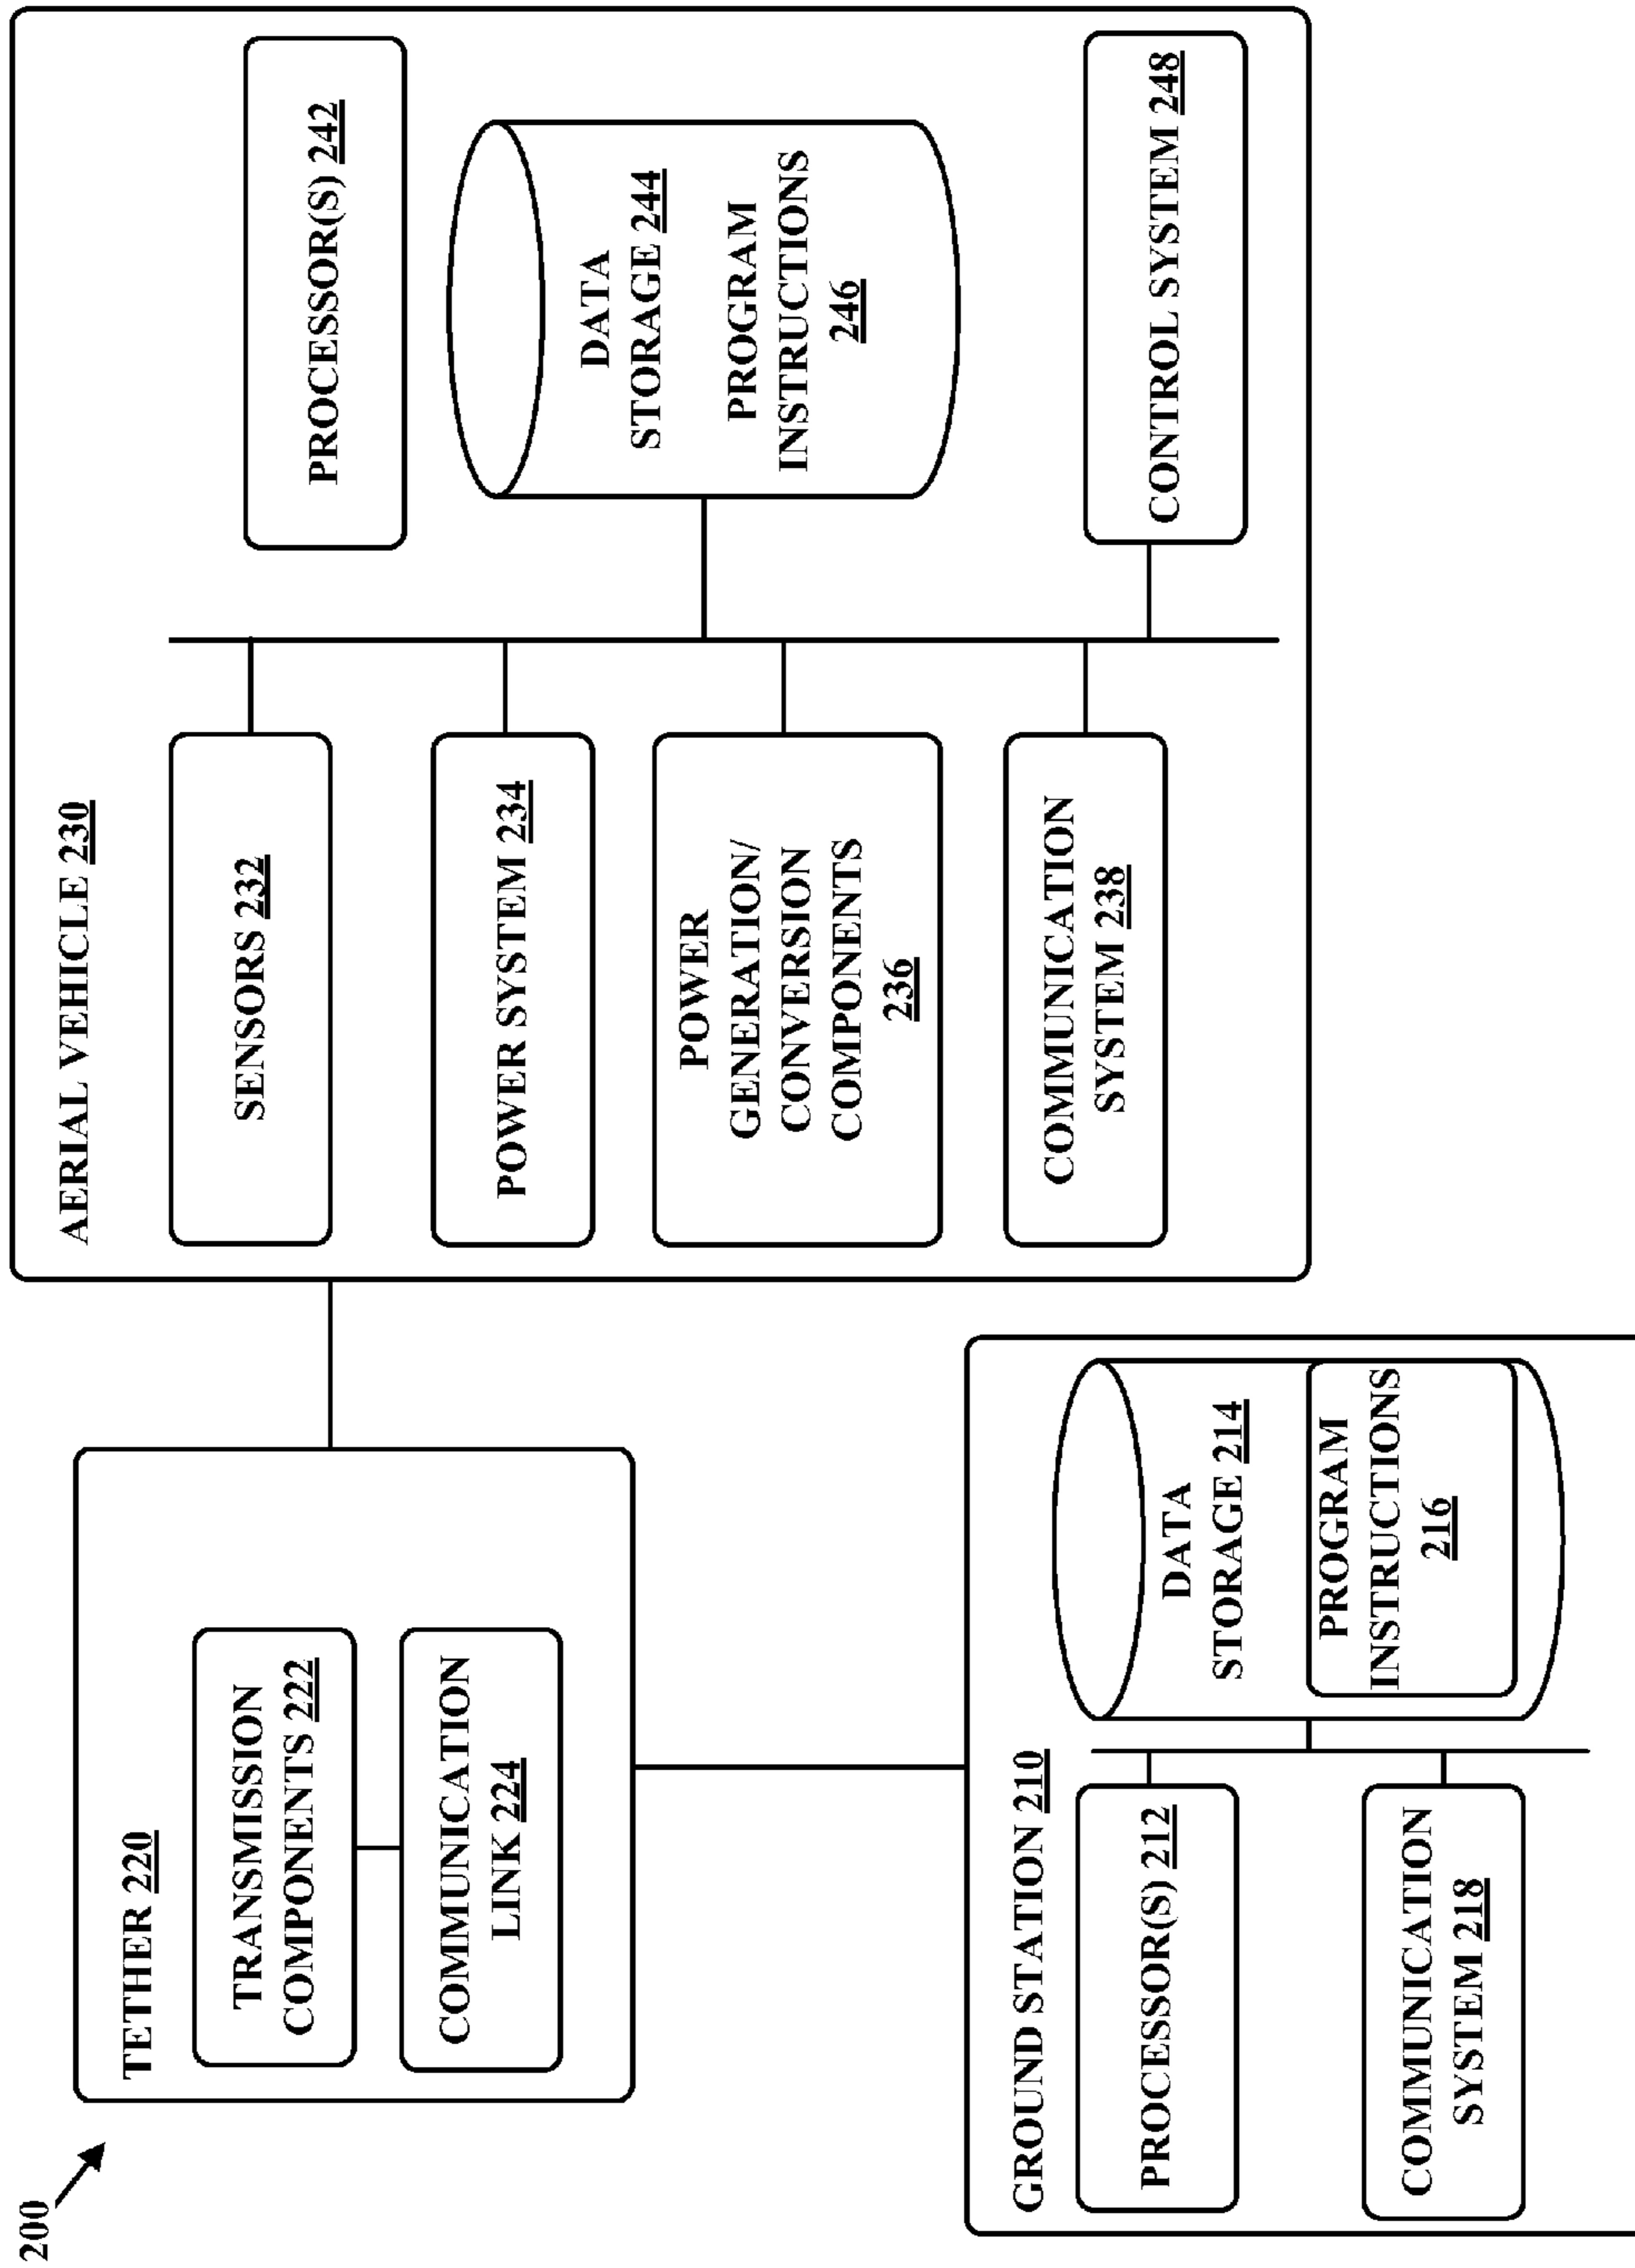 200
TETHER 220
TRANSMISSION
COMPONENTS 222
COMMUNICATION
LINK 224
GROUND STATION 210
PROCESSOR(S) 212
COMMUNICATION
SYSTEM 218
DATA
STORAGE 214
PROGRAM
INSTRUCTIONS
216
AERIAL VEHICLE 230
SENSORS 232
POWER SYSTEM 234
POWER
GENERATION/
CONVERSION
COMPONENTS
236
COMMUNICATION
SYSTEM 238
PROCESSOR(S) 242
DATA
STORAGE 244
PROGRAM
INSTRUCTIONS
246
CONTROL SYSTEM 248